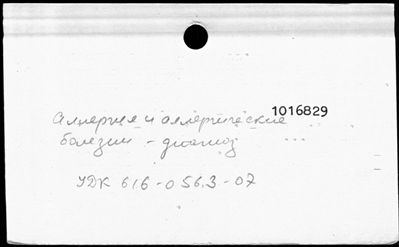 1016829
Аллергия и аллергические
болезни - диагноз
УДК 616-056.3-07